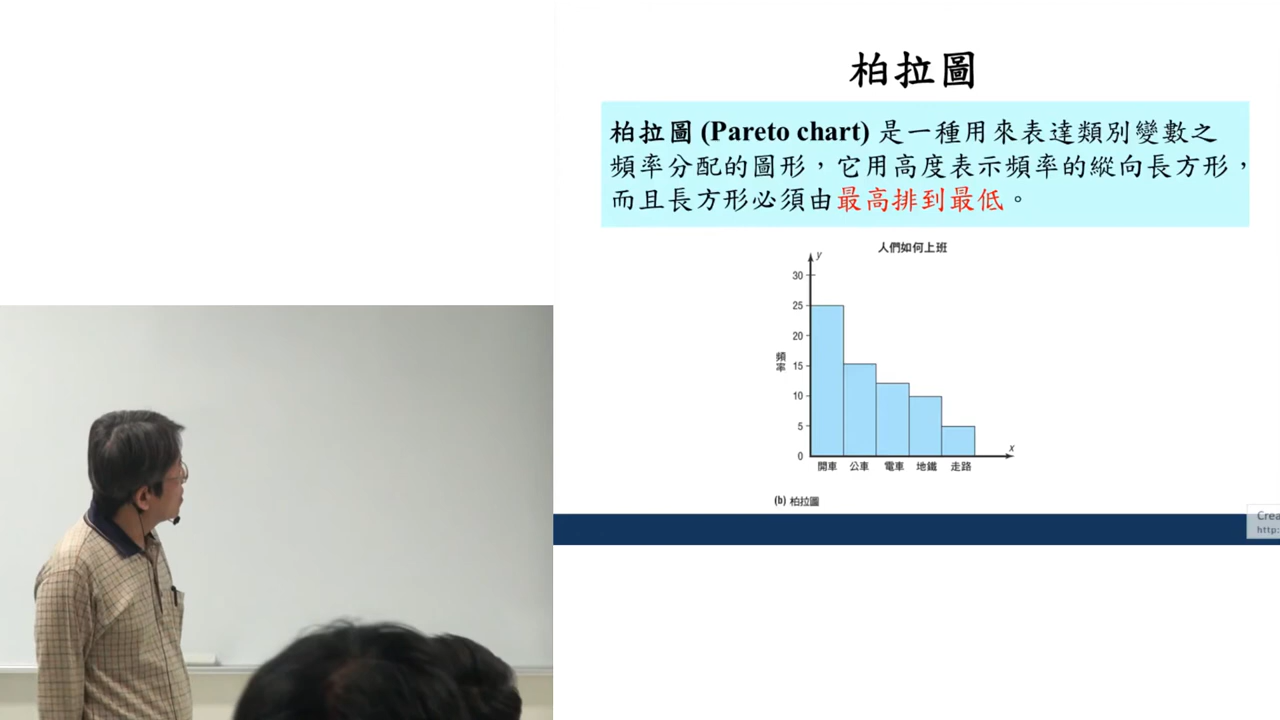 柏拉圖
柏拉圖 (Pareto chart) 是一種用來表達類別變數之
頻率分配的圖形，它用高度表示頻率的縱向長方形，
而且長方形必須由最高排到最低。
人們如何上班
y
30
25
20
15
10
5
0
頻率
x
開車 公車 電車 地鐵 走路
(b) 柏拉圖
Crea
http: